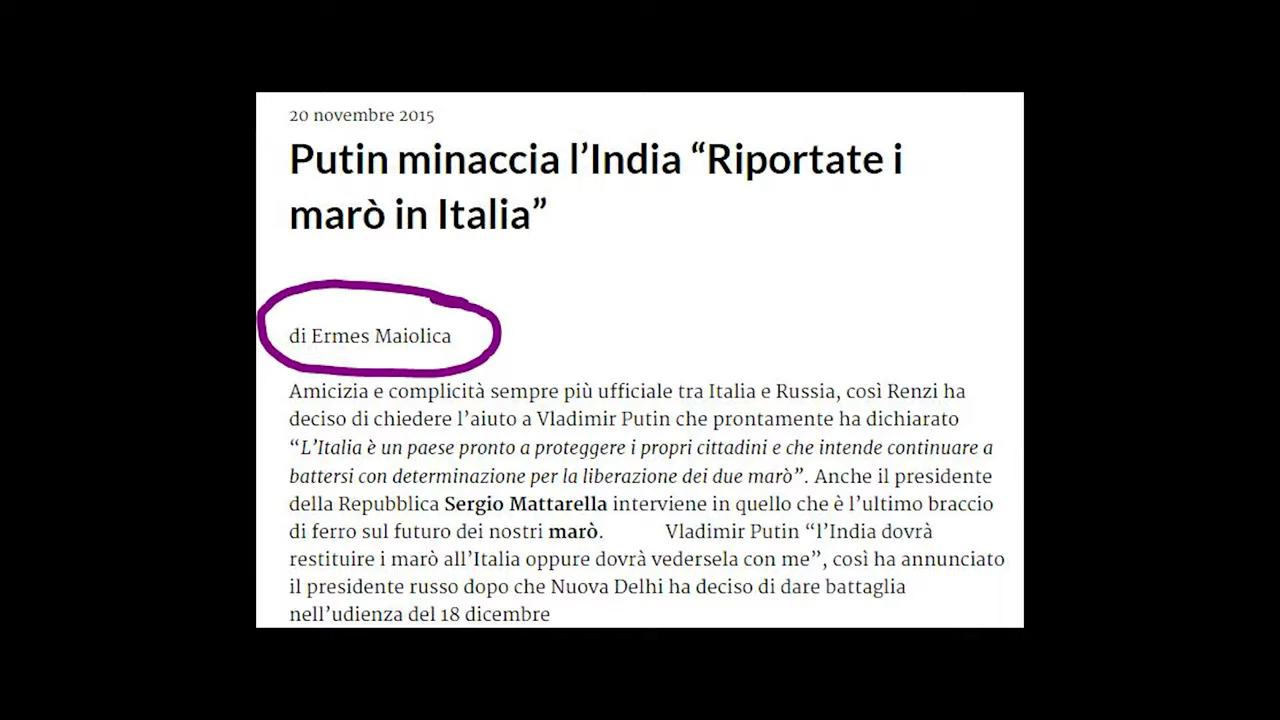 20 novembre 2015
Putin minaccia l’India “Riportate i
marò in Italia”
di Ermes Maiolica
Amicizia e complicità sempre più ufficiale tra Italia e Russia, così Renzi ha
deciso di chiedere l’aiuto a Vladimir Putin che prontamente ha dichiarato
“L’Italia è un paese pronto a proteggere i propri cittadini e che intende continuare a
battersi con determinazione per la liberazione dei due marò”. Anche il presidente
della Repubblica Sergio Mattarella interviene in quello che è l’ultimo braccio
di ferro sul futuro dei nostri marò. Vladimir Putin “l’India dovrà
restituire i marò all’Italia oppure dovrà vedersela con me”, così ha annunciato
il presidente russo dopo che Nuova Delhi ha deciso di dare battaglia
nell’udienza del 18 dicembre